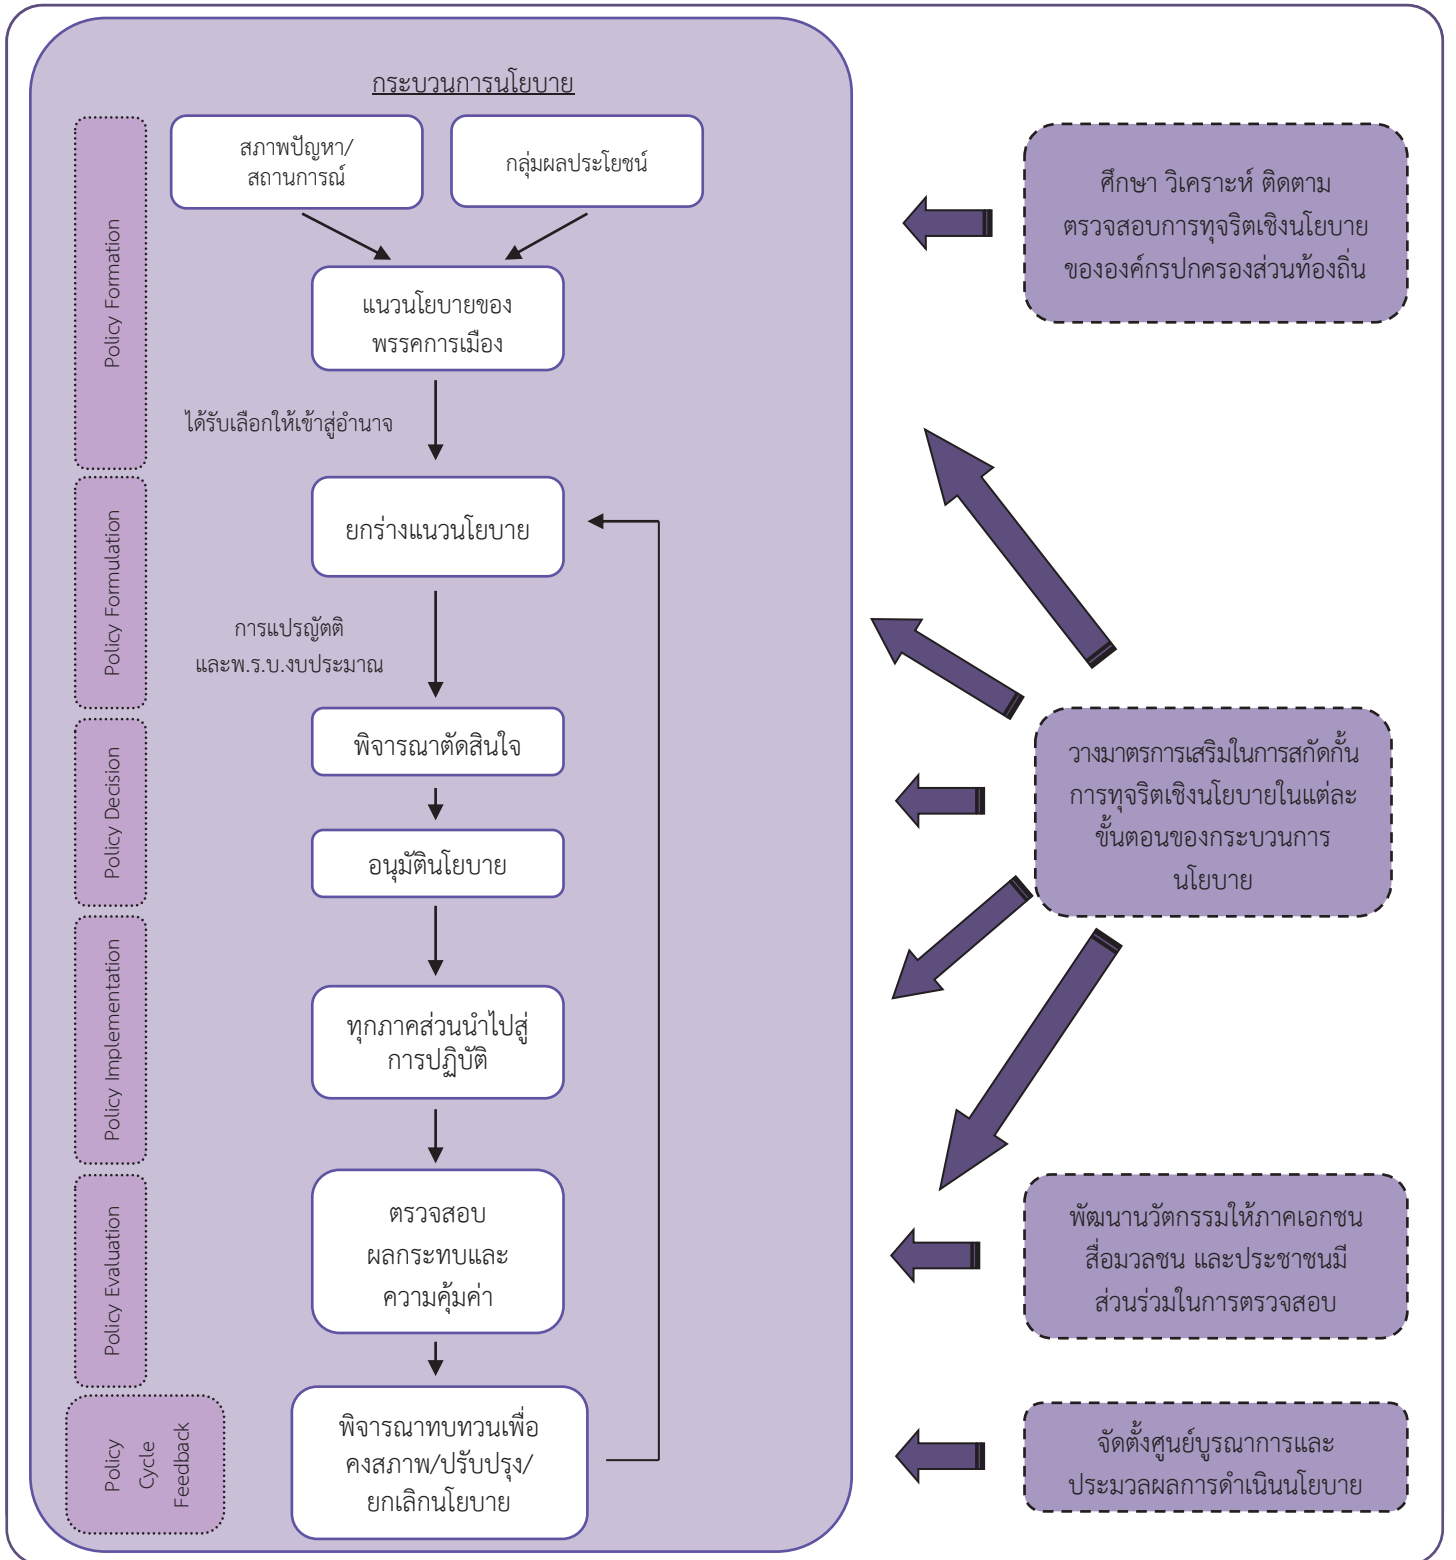 กระบวนการนโยบาย
Policy Formation
สภาพปัญหา/
สถานการณ์
กลุ่มผลประโยชน์
แนวนโยบายของ
พรรคการเมือง
ได้รับเลือกให้เข้าสู่อำนาจ
Policy Formulation
ยกร่างแนวนโยบาย
การแปรญัตติ
และพ.ร.บ.งบประมาณ
Policy Decision
พิจารณาตัดสินใจ
อนุมัตินโยบาย
Policy Implementation
ทุกภาคส่วนนำไปสู่
การปฏิบัติ
Policy Evaluation
ตรวจสอบ
ผลกระทบและ
ความคุ้มค่า
Policy
Cycle
Feedback
พิจารณาทบทวนเพื่อ
คงสภาพ/ปรับปรุง/
ยกเลิกนโยบาย
ศึกษา วิเคราะห์ ติดตาม
ตรวจสอบการทุจริตเชิงนโยบาย
ขององค์กรปกครองส่วนท้องถิ่น
วางมาตรการเสริมในการสกัดกั้น
การทุจริตเชิงนโยบายในแต่ละ
ขั้นตอนของกระบวนการ
นโยบาย
พัฒนานวัตกรรมให้ภาคเอกชน
สื่อมวลชน และประชาชนมี
ส่วนร่วมในการตรวจสอบ
จัดตั้งศูนย์บูรณาการและ
ประมวลผลการดำเนินนโยบาย